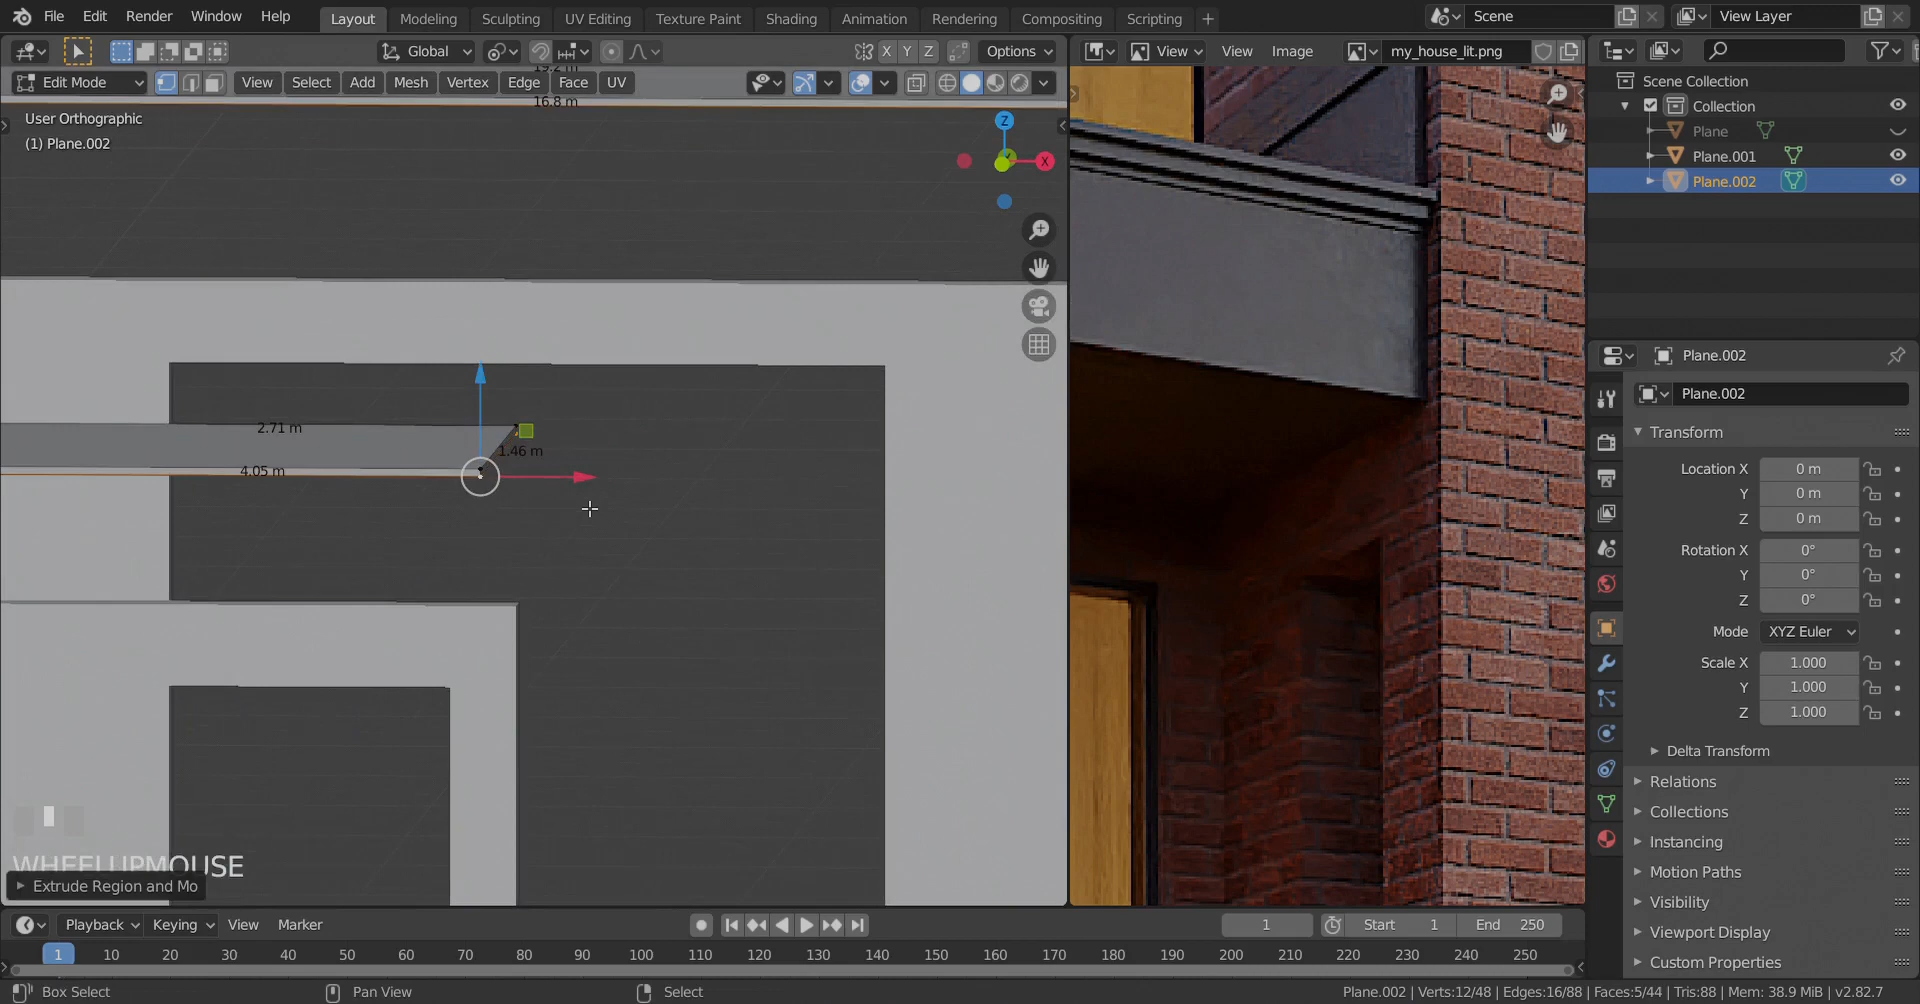 File Edit Render Window Help
Layout Modeling Sculpting UV Editing Texture Paint Shading Animation Rendering Compositing Scripting +
Scene View Layer
Global X Y Z Options
View View Image my_house_lit.png
Edit Mode View Select Add Mesh Vertex Edge Face UV
19.2 m
16.8 m
User Orthographic
(1) Plane.002
Z
X
2.71 m
1.46 m
4.05 m
WHEELUPMOUSE
Extrude Region and Mo
Scene Collection
Collection
Plane
Plane.001
Plane.002
Plane.002
Plane.002
Transform
Location X 0 m
Y 0 m
Z 0 m
Rotation X 0°
Y 0°
Z 0°
Mode XYZ Euler
Scale X 1.000
Y 1.000
Z 1.000
Delta Transform
Relations
Collections
Instancing
Motion Paths
Visibility
Viewport Display
Custom Properties
Playback Keying View Marker
1 Start 1 End 250
1 10 20 30 40 50 60 70 80 90 100 110 120 130 140 150 160 170 180 190 200 210 220 230 240 250
Box Select Pan View Select
Plane.002 | Verts:12/48 | Edges:16/88 | Faces:5/44 | Tris:88 | Mem: 38.9 MiB | v2.82.7